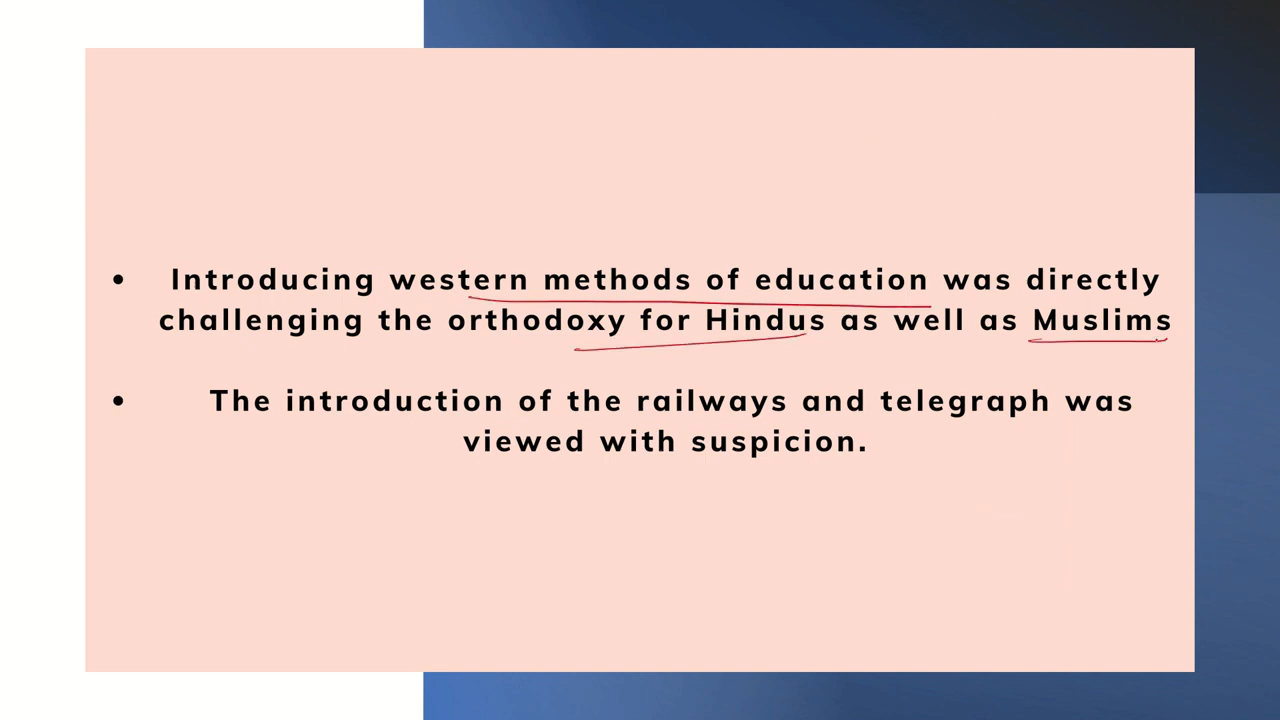 • Introducing western methods of education was directly
challenging the orthodoxy for Hindus as well as Muslims
• The introduction of the railways and telegraph was
viewed with suspicion.